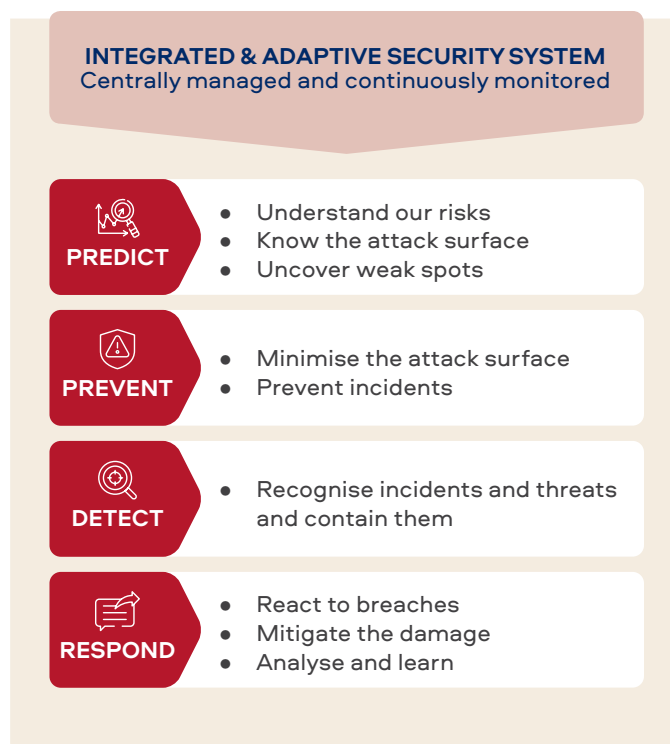 INTEGRATED & ADAPTIVE SECURITY SYSTEM
Centrally managed and continuously monitored
PREDICT
● Understand our risks
● Know the attack surface
● Uncover weak spots
PREVENT
● Minimise the attack surface
● Prevent incidents
DETECT
● Recognise incidents and threats
and contain them
RESPOND
● React to breaches
● Mitigate the damage
● Analyse and learn